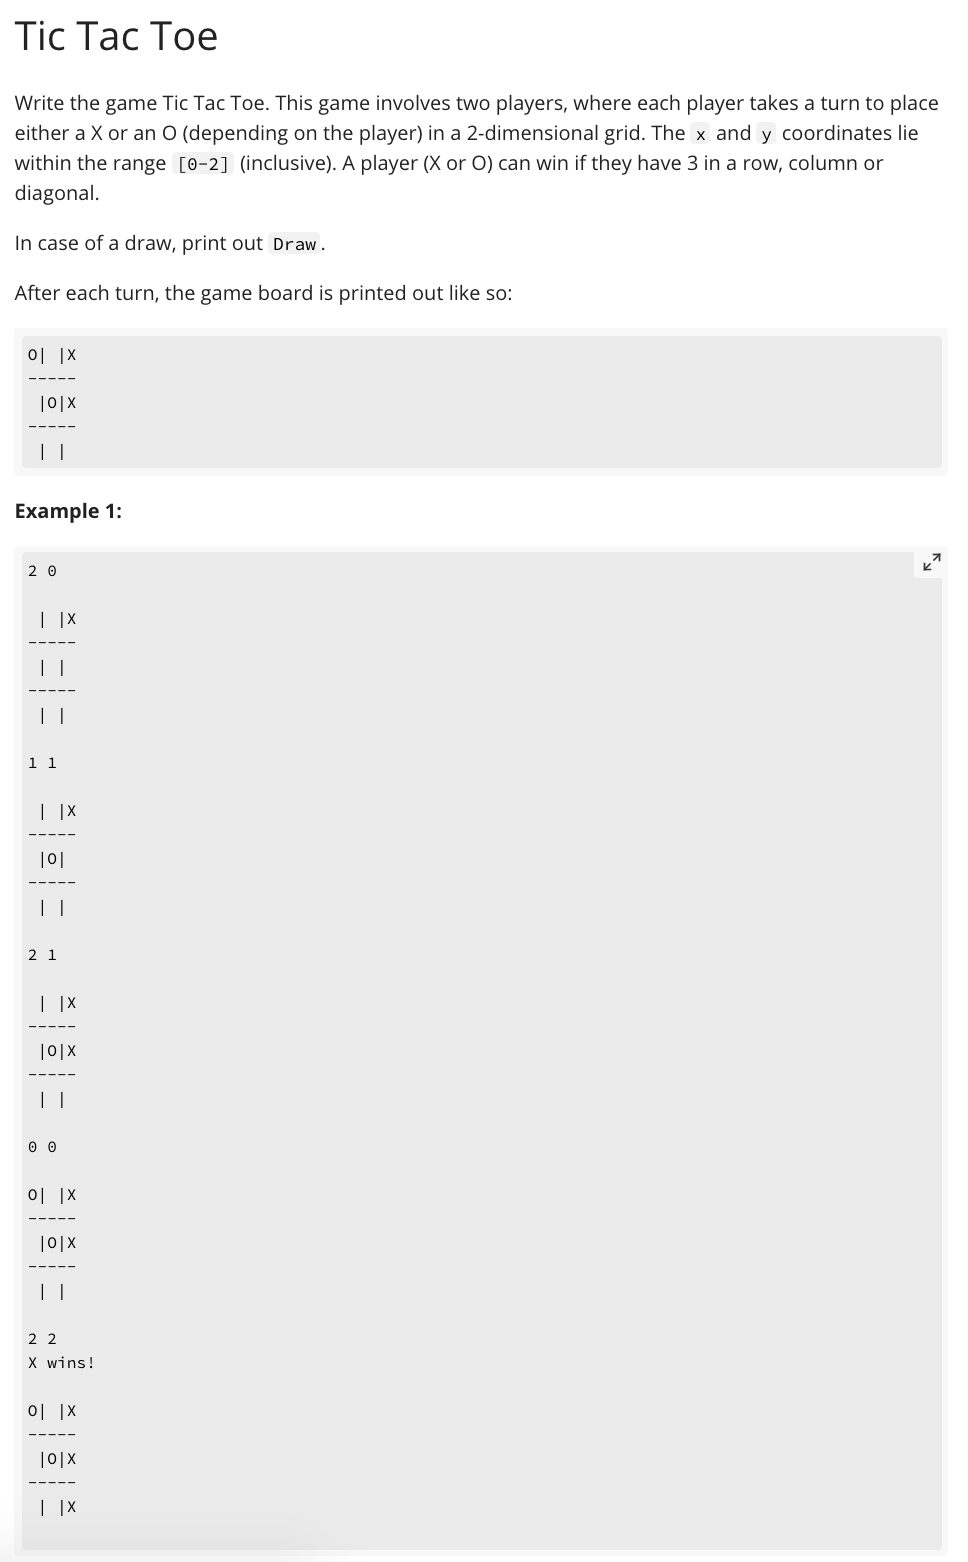 Tic Tac Toe
Write the game Tic Tac Toe. This game involves two players, where each player takes a turn to place
either a X or an O (depending on the player) in a 2-dimensional grid. The x and y coordinates lie
within the range [0-2] (inclusive). A player (X or O) can win if they have 3 in a row, column or
diagonal.
In case of a draw, print out Draw.
After each turn, the game board is printed out like so:
O| |X
-----
 |O|X
-----
 | |
Example 1:
2 0
 | |X
-----
 | |
-----
 | |
1 1
 | |X
-----
 |O|
-----
 | |
2 1
 | |X
-----
 |O|X
-----
 | |
0 0
O| |X
-----
 |O|X
-----
 | |
2 2
X wins!
O| |X
-----
 |O|X
-----
 | |X